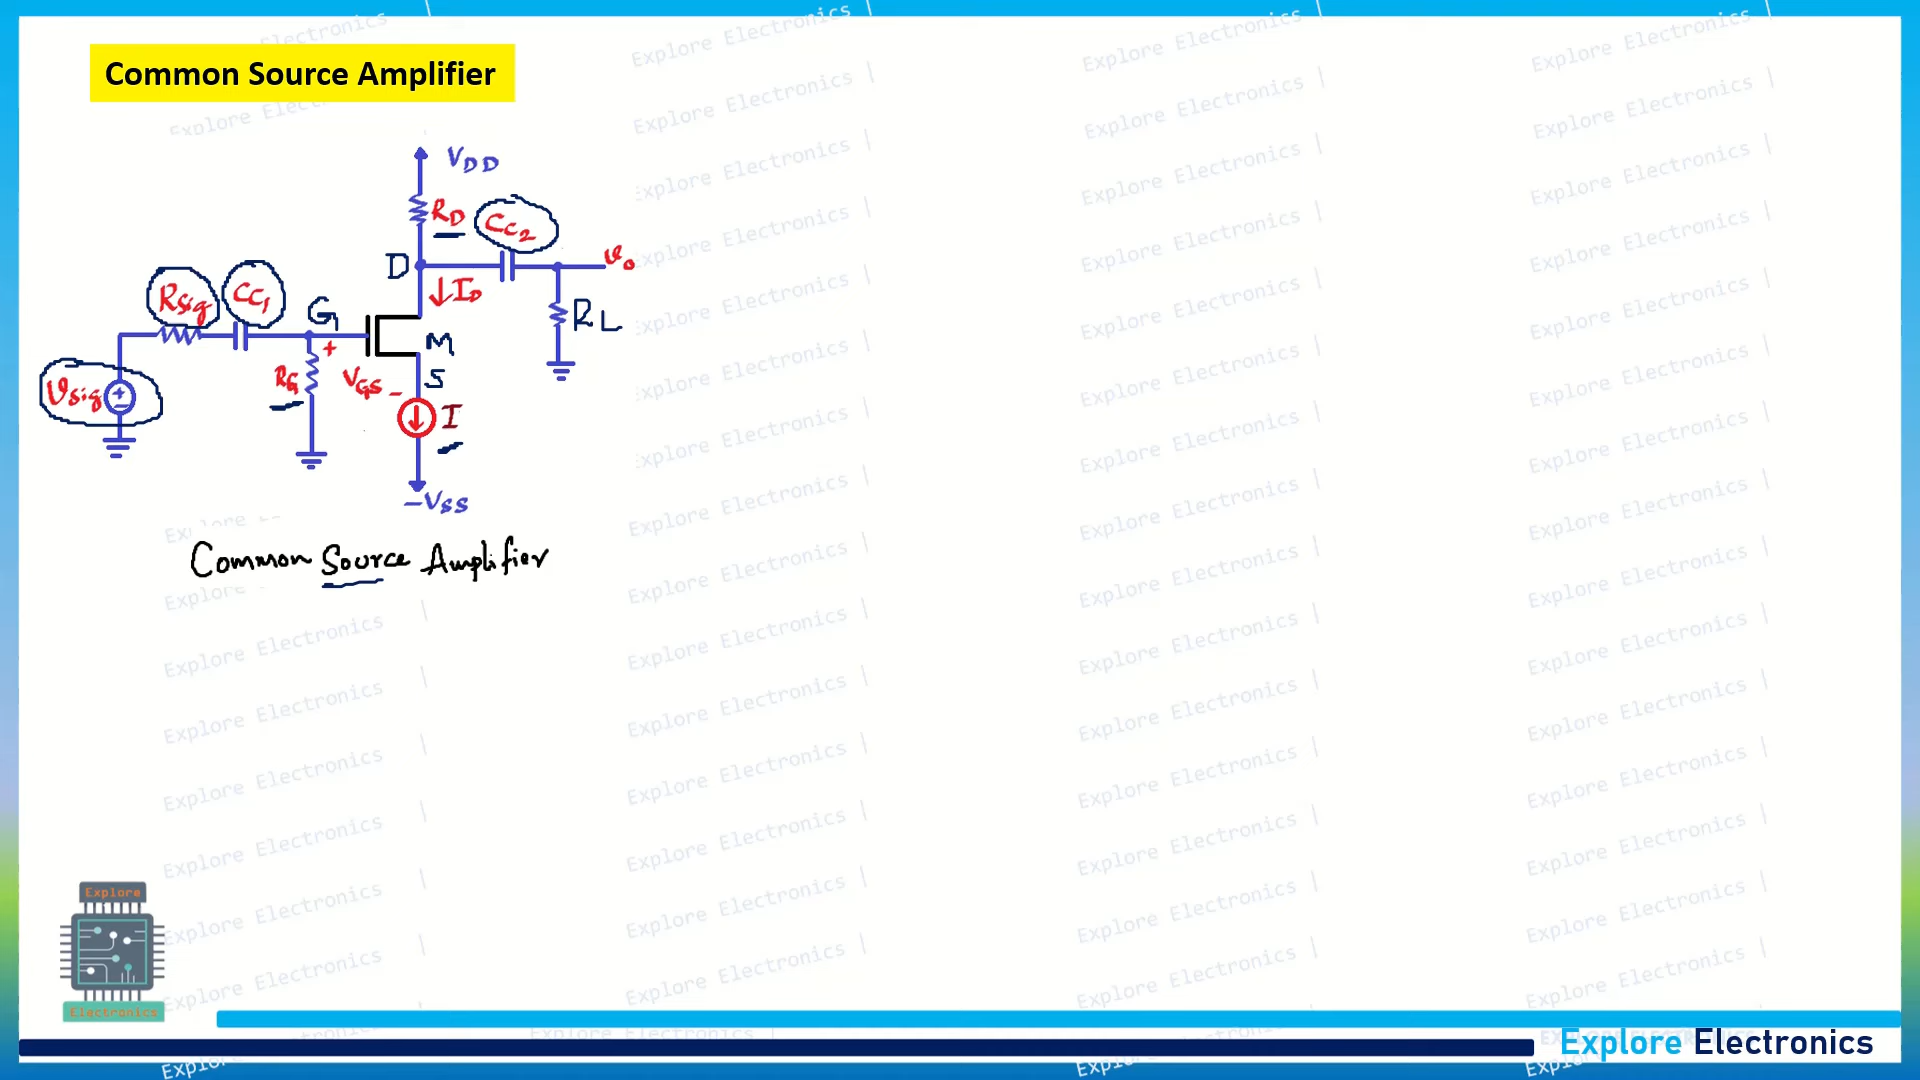 Common Source Amplifier
VDD
RD
CC2
D
vo
ID
Rsig
CC1
G
RL
M
+
RG
VGS -
S
vsig
+
-
I
-VSS
Common Source Amplifier
Explore
Electronics
Explore Electronics